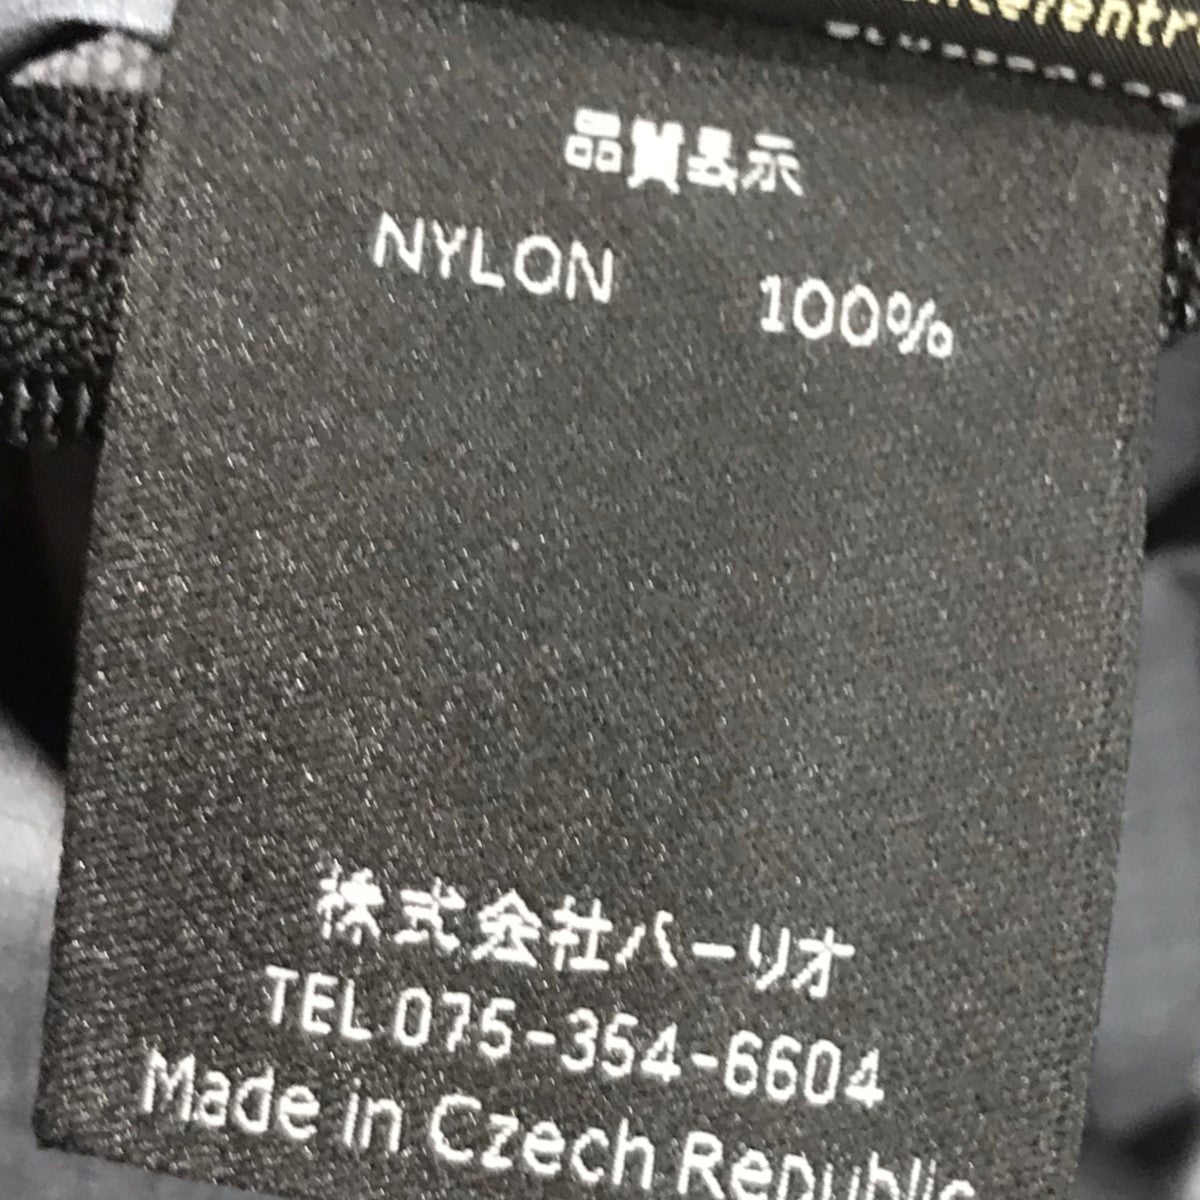 品質表示
NYLON 100%
株式会社バーリオ
TEL 075-354-6604
Made in Czech Republic